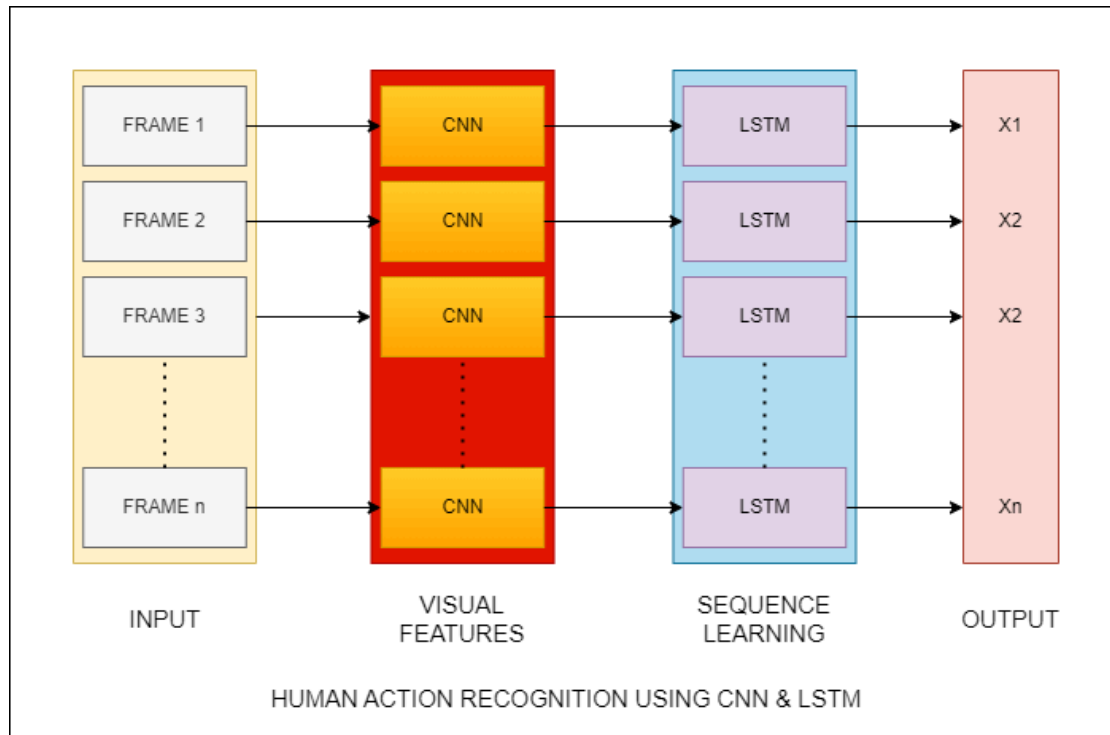 FRAME 1 CNN LSTM X1
FRAME 2 CNN LSTM X2
FRAME 3 CNN LSTM X2
FRAME n CNN LSTM Xn
INPUT VISUAL FEATURES SEQUENCE LEARNING OUTPUT
HUMAN ACTION RECOGNITION USING CNN & LSTM